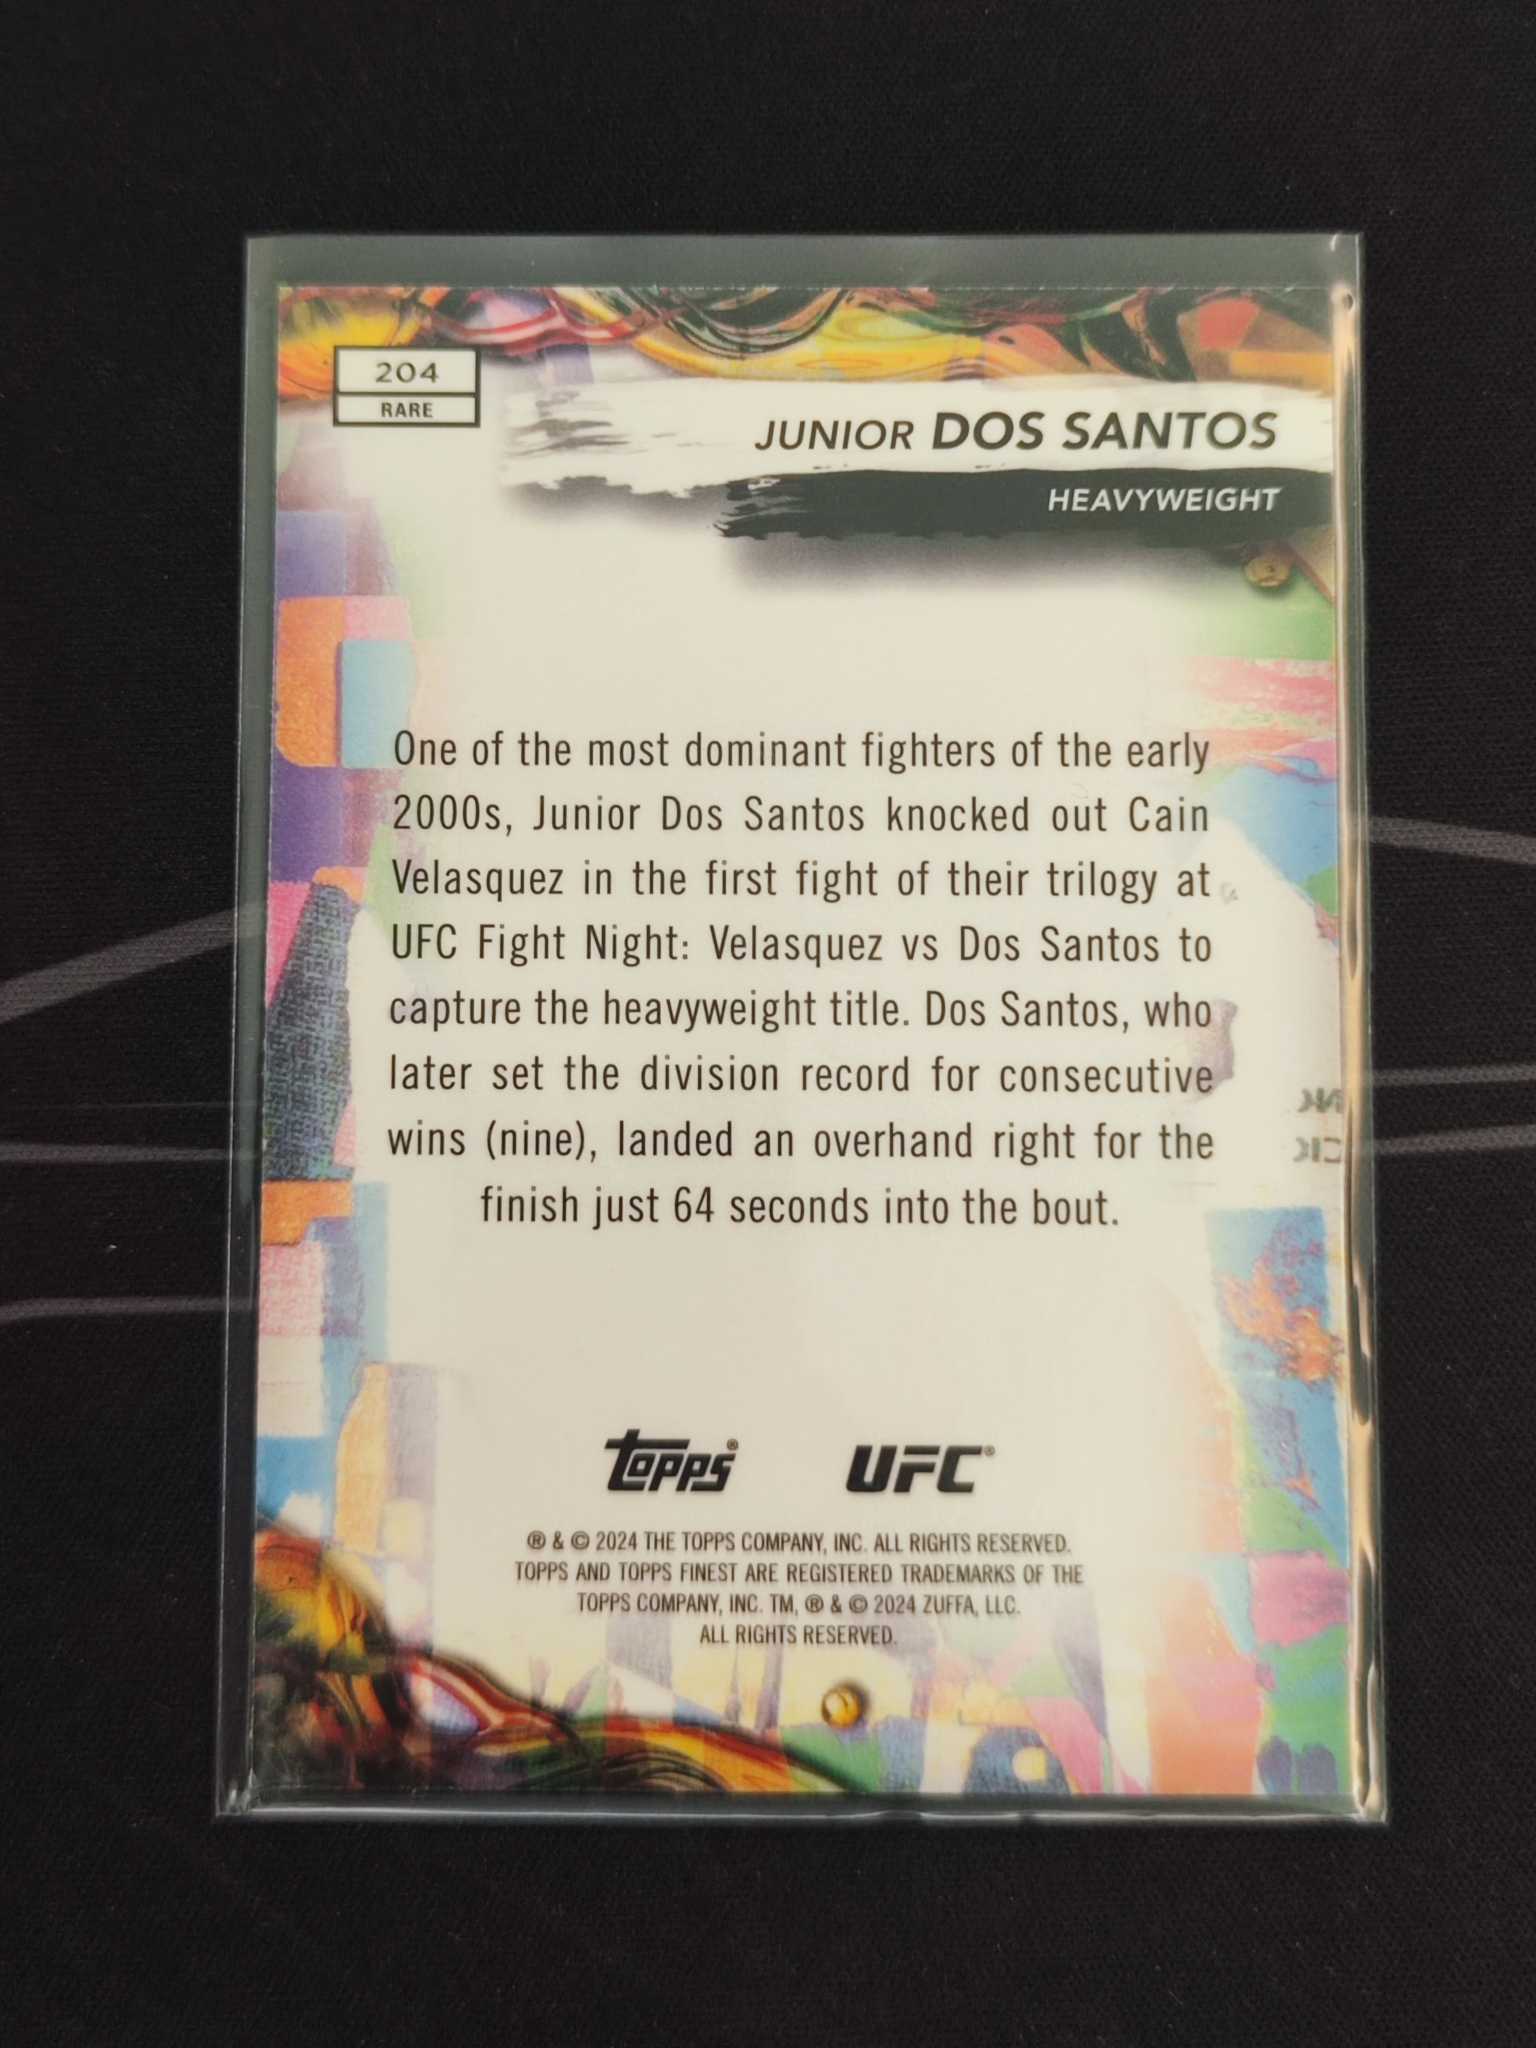 204
RARE
JUNIOR DOS SANTOS
HEAVYWEIGHT
One of the most dominant fighters of the early
2000s, Junior Dos Santos knocked out Cain
Velasquez in the first fight of their trilogy at
UFC Fight Night: Velasquez vs Dos Santos to
capture the heavyweight title. Dos Santos, who
later set the division record for consecutive
wins (nine), landed an overhand right for the
finish just 64 seconds into the bout.
Topps® UFC®
® & © 2024 THE TOPPS COMPANY, INC. ALL RIGHTS RESERVED.
TOPPS AND TOPPS FINEST ARE REGISTERED TRADEMARKS OF THE
TOPPS COMPANY, INC. TM, ® & © 2024 ZUFFA, LLC.
ALL RIGHTS RESERVED.